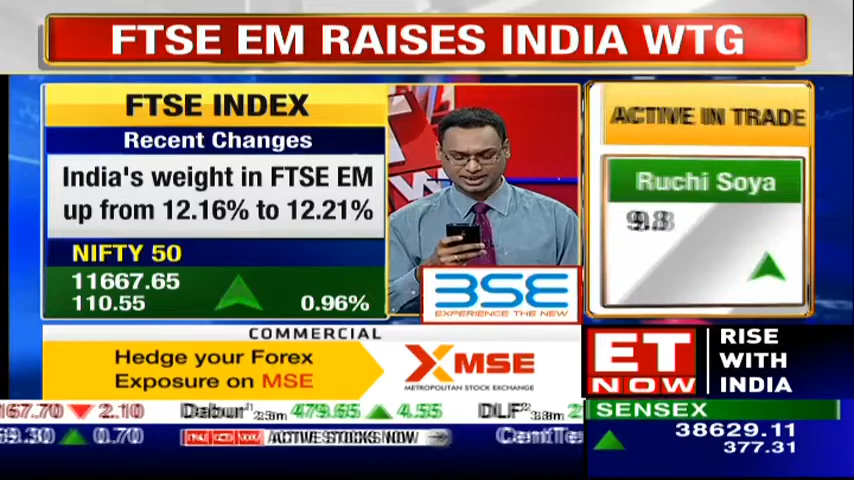 FTSE EM RAISES INDIA WTG
FTSE INDEX
Recent Changes
India's weight in FTSE EM
up from 12.16% to 12.21%
NIFTY 50
11667.65
110.55 0.96%
ACTIVE IN TRADE
Ruchi Soya
BSE
EXPERIENCE THE NEW
COMMERCIAL
Hedge your Forex
Exposure on MSE
MSE
METROPOLITAN STOCK EXCHANGE
ET
NOW
RISE
WITH
INDIA
167.70 2.10 Dabur 479.65 4.55 DLF
69.30 0.70 ACTIVE STOCKS NOW
SENSEX
38629.11
377.31